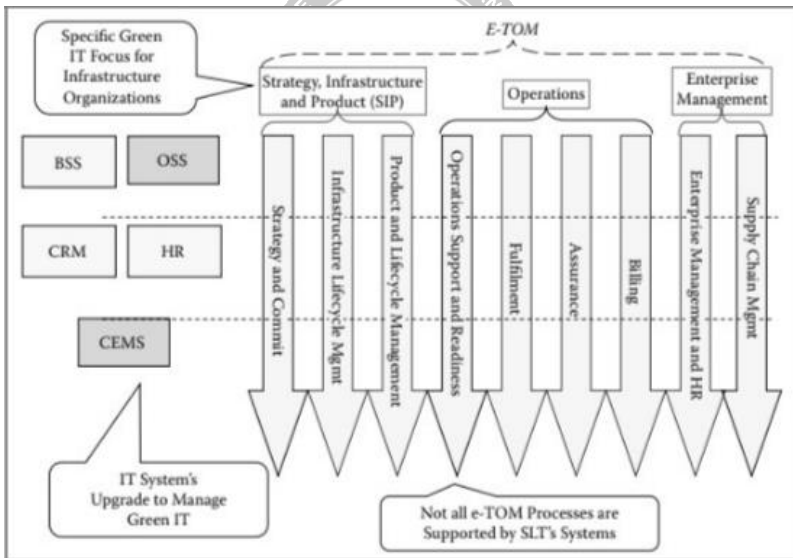 E-TOM
Specific Green
IT Focus for
Infrastructure
Organizations
Strategy, Infrastructure
and Product (SIP)
Operations
Enterprise
Management
BSS
OSS
CRM
HR
CEMS
Strategy and Commit
Infrastructure Lifecycle Mgmt
Product and Lifecycle Management
Operations Support and Readiness
Fulfilment
Assurance
Billing
Enterprise Management and HR
Supply Chain Mgmt
IT System's
Upgrade to Manage
Green IT
Not all e-TOM Processes are
Supported by SLT's Systems